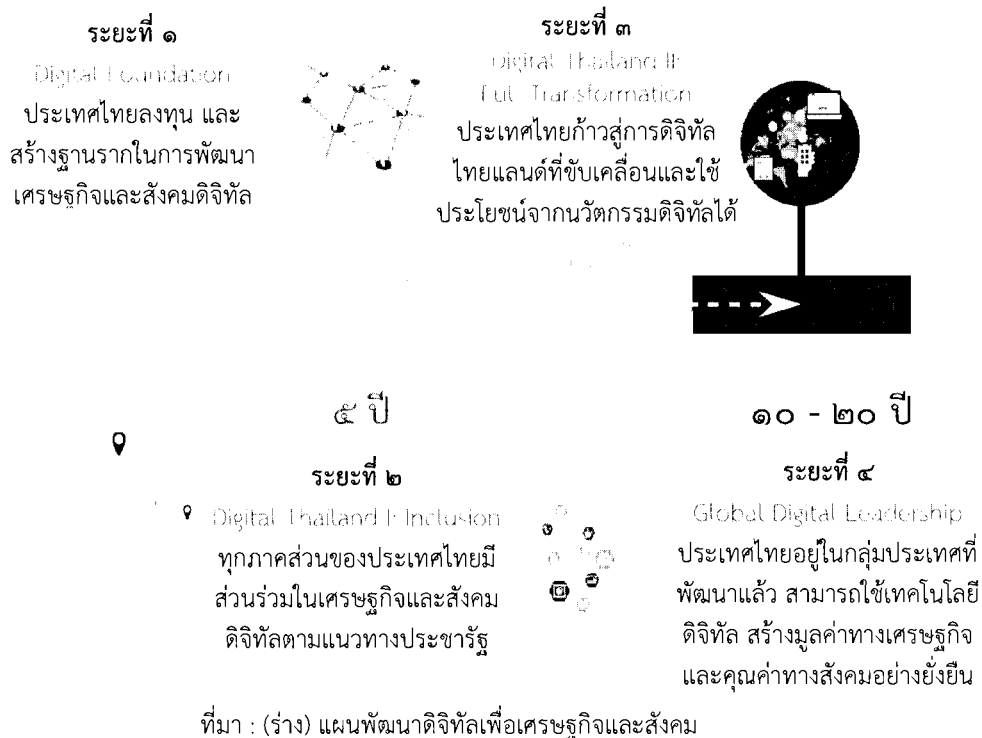 ระยะที่ ๑
Digital Foundation
ประเทศไทยลงทุน และ
สร้างฐานรากในการพัฒนา
เศรษฐกิจและสังคมดิจิทัล
ระยะที่ ๓
Digital Thailand II:
Full Transformation
ประเทศไทยก้าวสู่การดิจิทัล
ไทยแลนด์ที่ขับเคลื่อนและใช้
ประโยชน์จากนวัตกรรมดิจิทัลได้
๕ ปี
ระยะที่ ๒
Digital Thailand I: Inclusion
ทุกภาคส่วนของประเทศไทยมี
ส่วนร่วมในเศรษฐกิจและสังคม
ดิจิทัลตามแนวทางประชารัฐ
๑๐ - ๒๐ ปี
ระยะที่ ๔
Global Digital Leadership
ประเทศไทยอยู่ในกลุ่มประเทศที่
พัฒนาแล้ว สามารถใช้เทคโนโลยี
ดิจิทัล สร้างมูลค่าทางเศรษฐกิจ
และคุณค่าทางสังคมอย่างยั่งยืน
ที่มา : (ร่าง) แผนพัฒนาดิจิทัลเพื่อเศรษฐกิจและสังคม